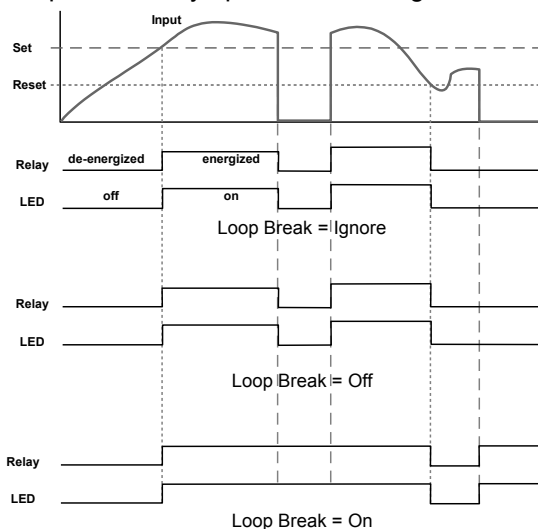 Input
Set
Reset
Relay de-energized energized
LED off on
Loop Break = Ignore
Relay
LED
Loop Break = Off
Relay
LED
Loop Break = On